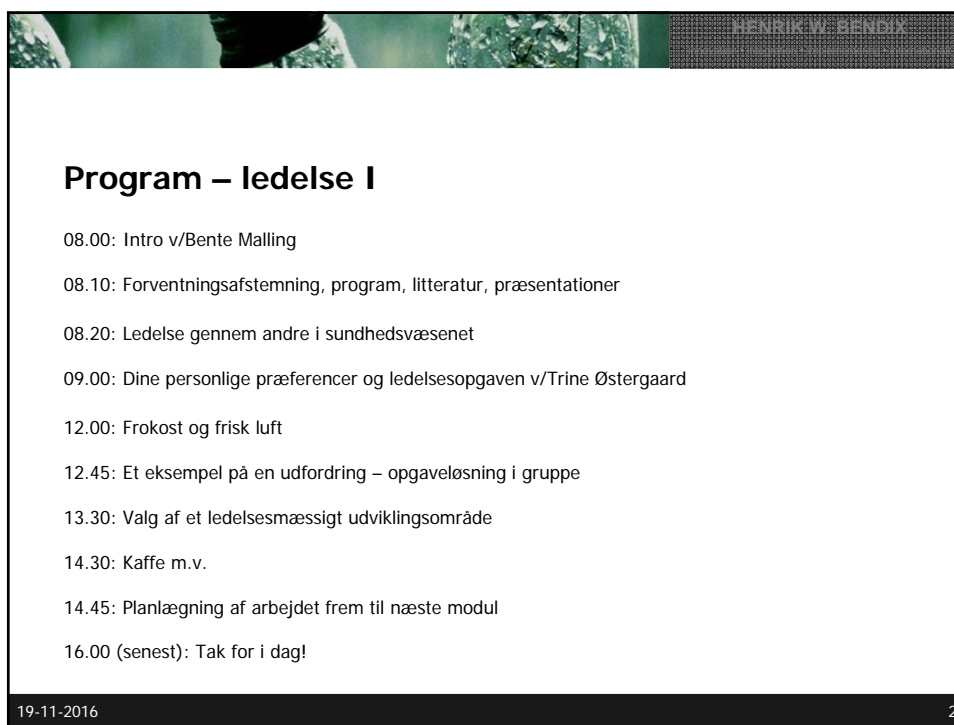 HENRIK W. BENDIX
Program – ledelse I
08.00: Intro v/Bente Malling
08.10: Forventningsafstemning, program, litteratur, præsentationer
08.20: Ledelse gennem andre i sundhedsvæsenet
09.00: Dine personlige præferencer og ledelsesopgaven v/Trine Østergaard
12.00: Frokost og frisk luft
12.45: Et eksempel på en udfordring – opgaveløsning i gruppe
13.30: Valg af et ledelsesmæssigt udviklingsområde
14.30: Kaffe m.v.
14.45: Planlægning af arbejdet frem til næste modul
16.00 (senest): Tak for i dag!
19-11-2016 2